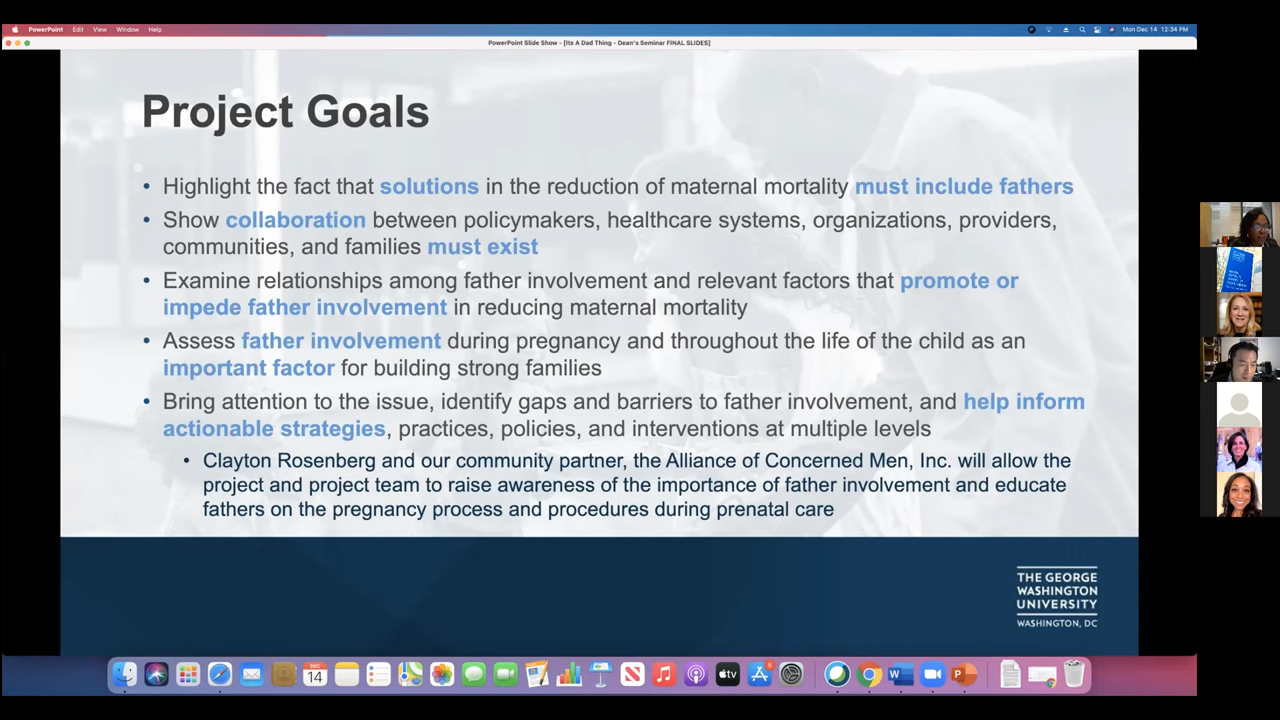 PowerPoint Edit View Window Help Mon Dec 14 12:34 PM
PowerPoint Slide Show - [Its A Dad Thing - Dean's Seminar FINAL SLIDES]
Project Goals
• Highlight the fact that solutions in the reduction of maternal mortality must include fathers
• Show collaboration between policymakers, healthcare systems, organizations, providers,
communities, and families must exist
• Examine relationships among father involvement and relevant factors that promote or
impede father involvement in reducing maternal mortality
• Assess father involvement during pregnancy and throughout the life of the child as an
important factor for building strong families
• Bring attention to the issue, identify gaps and barriers to father involvement, and help inform
actionable strategies, practices, policies, and interventions at multiple levels
• Clayton Rosenberg and our community partner, the Alliance of Concerned Men, Inc. will allow the
project and project team to raise awareness of the importance of father involvement and educate
fathers on the pregnancy process and procedures during prenatal care
THE GEORGE
WASHINGTON
UNIVERSITY
WASHINGTON, DC
DEC
14
tv
W
P